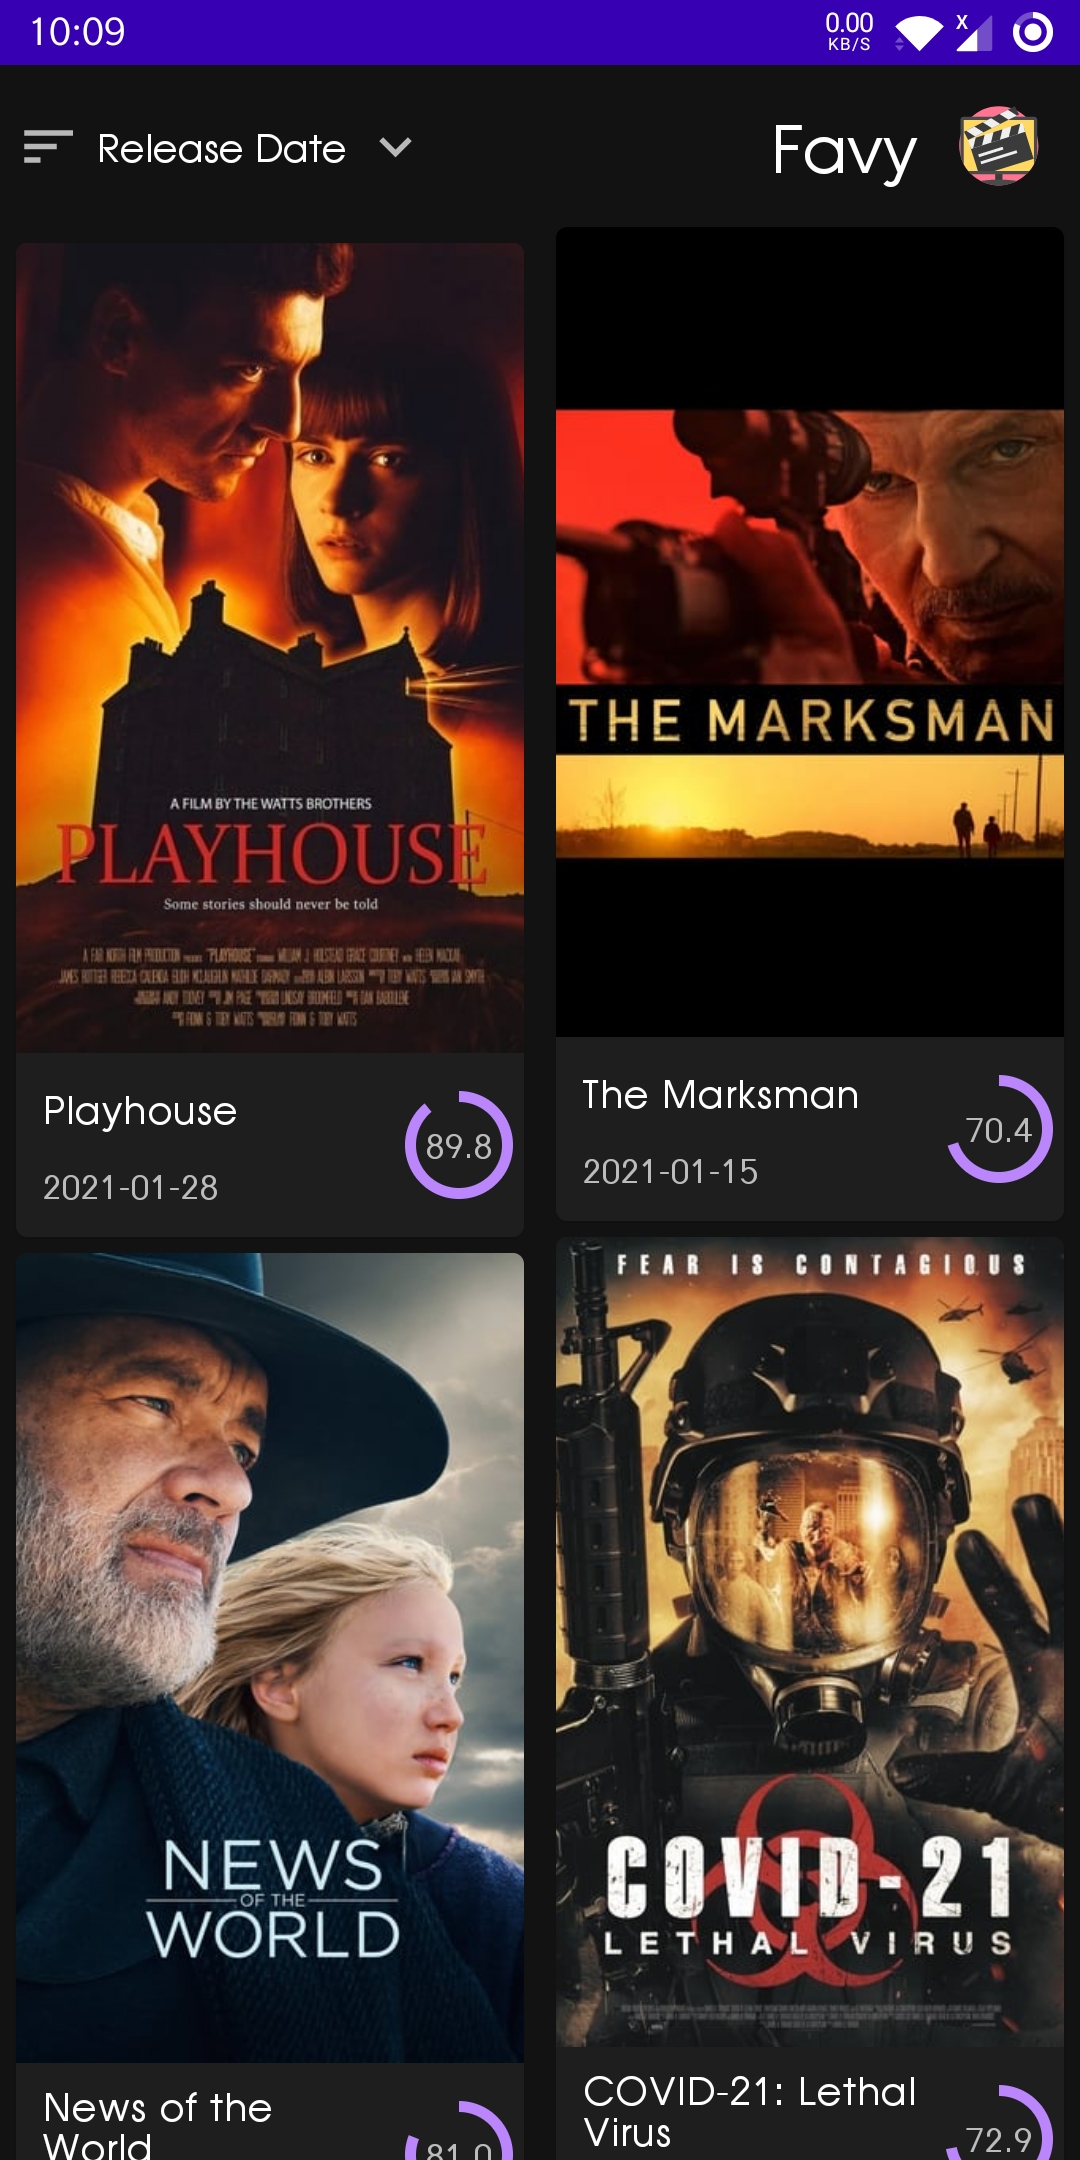 10:09
0.00
KB/S
X
Release Date
Favy
A FILM BY THE WATTS BROTHERS
PLAYHOUSE
Some stories should never be told
Playhouse
89.8
2021-01-28
THE MARKSMAN
The Marksman
70.4
2021-01-15
NEWS
OF THE
WORLD
News of the
World
81.0
FEAR IS CONTAGIOUS
COVID-21
LETHAL VIRUS
COVID-21: Lethal
Virus
72.9